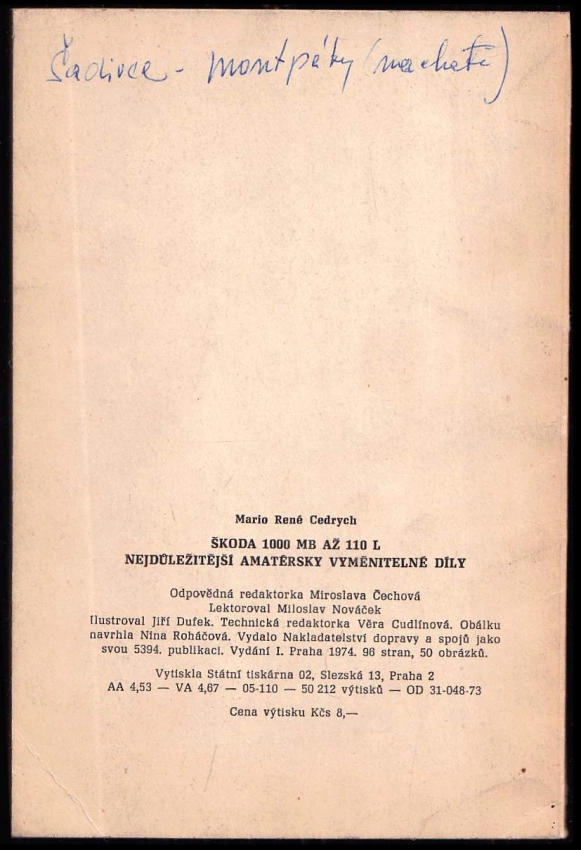 Šadivce - montpáky (
Mario René Cedrych
ŠKODA 1000 MB AŽ 110 L
NEJDŮLEŽITĚJŠÍ AMATÉRSKY VYMĚNITELNÉ DÍLY
Odpovědná redaktorka Miroslava Čechová
Lektoroval Miloslav Nováček
Ilustroval Jiří Dufek. Technická redaktorka Věra Cudlínová. Obálku
navrhla Nina Roháčová. Vydalo Nakladatelství dopravy a spojů jako
svou 5394. publikaci. Vydání I. Praha 1974. 96 stran, 50 obrázků.
Vytiskla Státní tiskárna 02, Slezská 13, Praha 2
AA 4,53 — VA 4,67 — 05-110 — 50 212 výtisků — OD 31-048-73
Cena výtisku Kčs 8,—